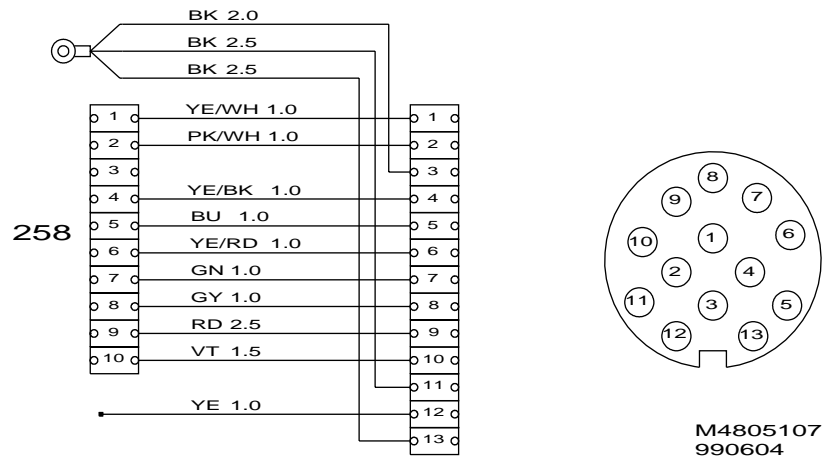 BK 2.0
BK 2.5
BK 2.5
1 YE/WH 1.0 1
2 PK/WH 1.0 2
3 3
4 YE/BK 1.0 4
258 5 BU 1.0 5
6 YE/RD 1.0 6
7 GN 1.0 7
8 GY 1.0 8
9 RD 2.5 9
10 VT 1.5 10
11
YE 1.0 12
13
8
9 7
10 1 6
2 4
11 3 5
12 13
M4805107
990604